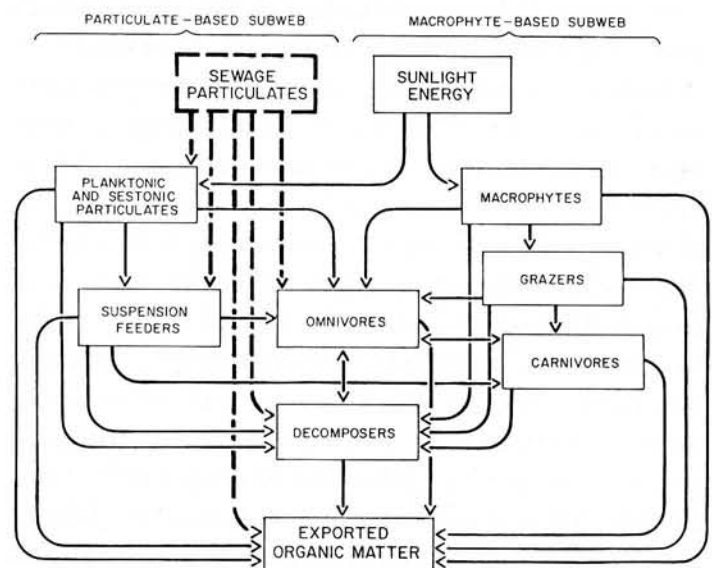 PARTICULATE-BASED SUBWEB
MACROPHYTE-BASED SUBWEB
SEWAGE
PARTICULATES
SUNLIGHT
ENERGY
PLANKTONIC
AND SESTONIC
PARTICULATES
MACROPHYTES
GRAZERS
SUSPENSION
FEEDERS
OMNIVORES
CARNIVORES
DECOMPOSERS
EXPORTED
ORGANIC MATTER